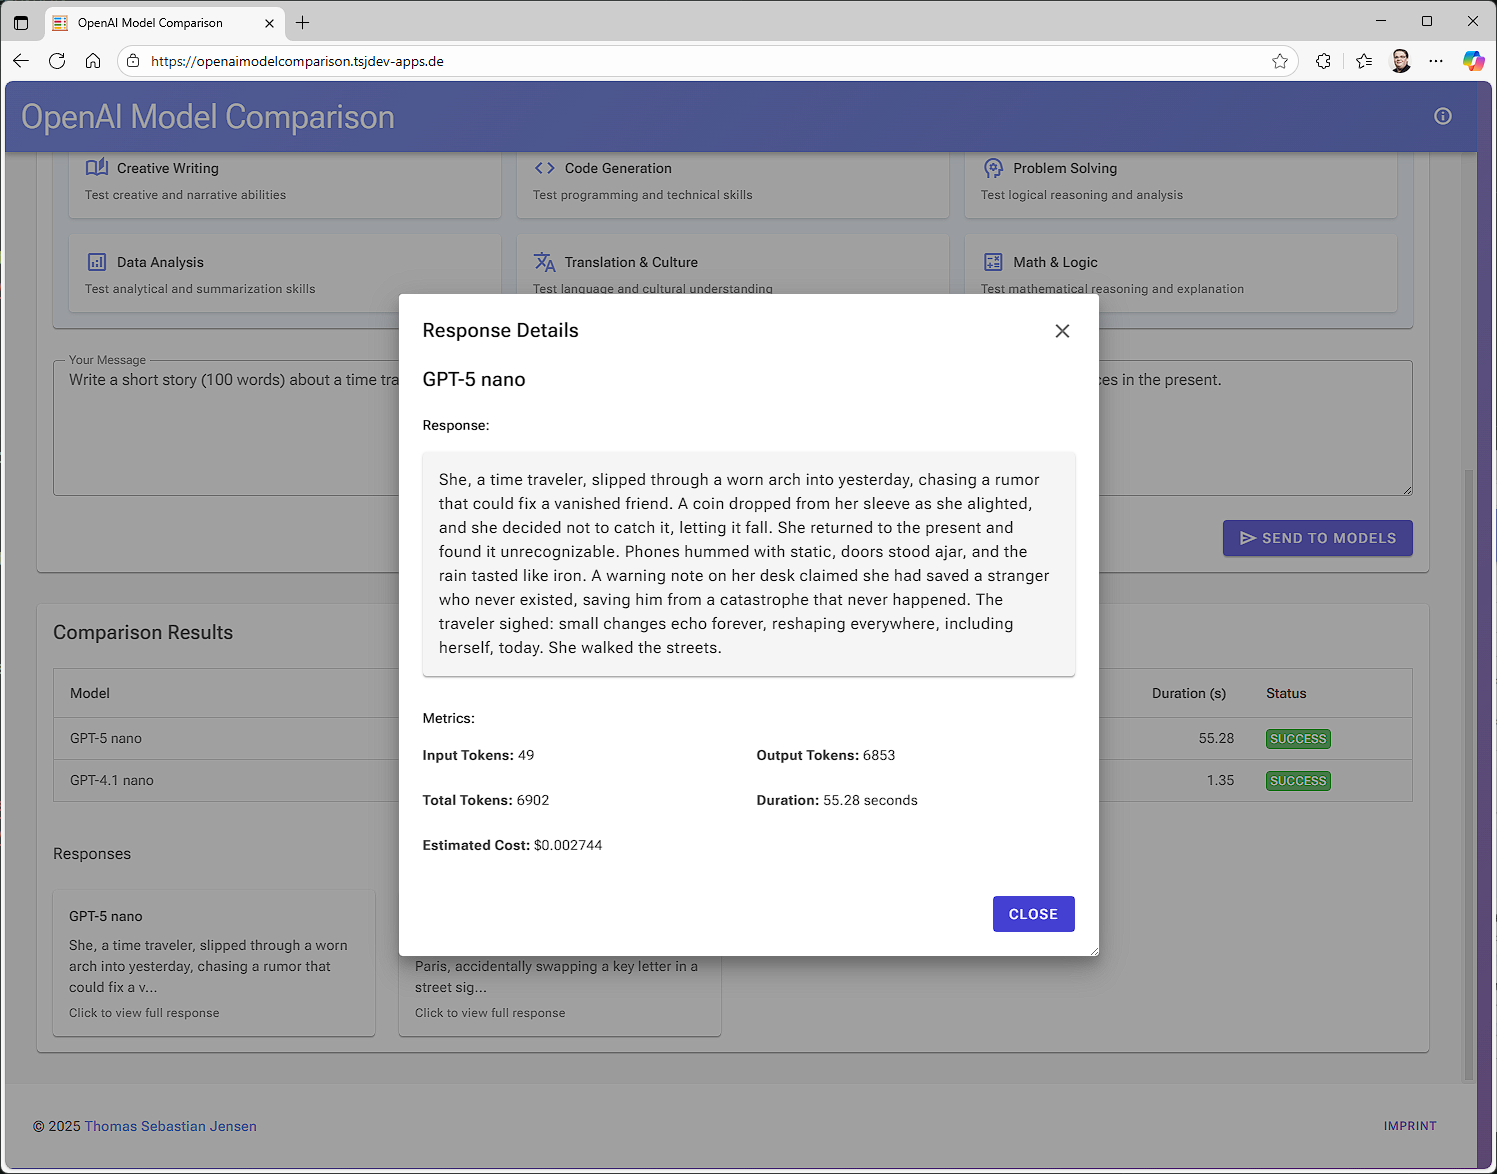 OpenAI Model Comparison
https://openaimodelcomparison.tsjdev-apps.de
OpenAI Model Comparison
Creative Writing
Test creative and narrative abilities
Code Generation
Test programming and technical skills
Problem Solving
Test logical reasoning and analysis
Data Analysis
Test analytical and summarization skills
Translation & Culture
Test language and cultural understanding
Math & Logic
Test mathematical reasoning and explanation
Your Message
Write a short story (100 words) about a time tra
es in the present.
SEND TO MODELS
Response Details
GPT-5 nano
Response:
She, a time traveler, slipped through a worn arch into yesterday, chasing a rumor
that could fix a vanished friend. A coin dropped from her sleeve as she alighted,
and she decided not to catch it, letting it fall. She returned to the present and
found it unrecognizable. Phones hummed with static, doors stood ajar, and the
rain tasted like iron. A warning note on her desk claimed she had saved a stranger
who never existed, saving him from a catastrophe that never happened. The
traveler sighed: small changes echo forever, reshaping everywhere, including
herself, today. She walked the streets.
Metrics:
Input Tokens: 49
Output Tokens: 6853
Total Tokens: 6902
Duration: 55.28 seconds
Estimated Cost: $0.002744
CLOSE
Comparison Results
Model
Duration (s)
Status
GPT-5 nano
55.28
SUCCESS
GPT-4.1 nano
1.35
SUCCESS
Responses
GPT-5 nano
She, a time traveler, slipped through a worn
arch into yesterday, chasing a rumor that
could fix a v...
Click to view full response
Paris, accidentally swapping a key letter in a
street sig...
Click to view full response
© 2025 Thomas Sebastian Jensen
IMPRINT